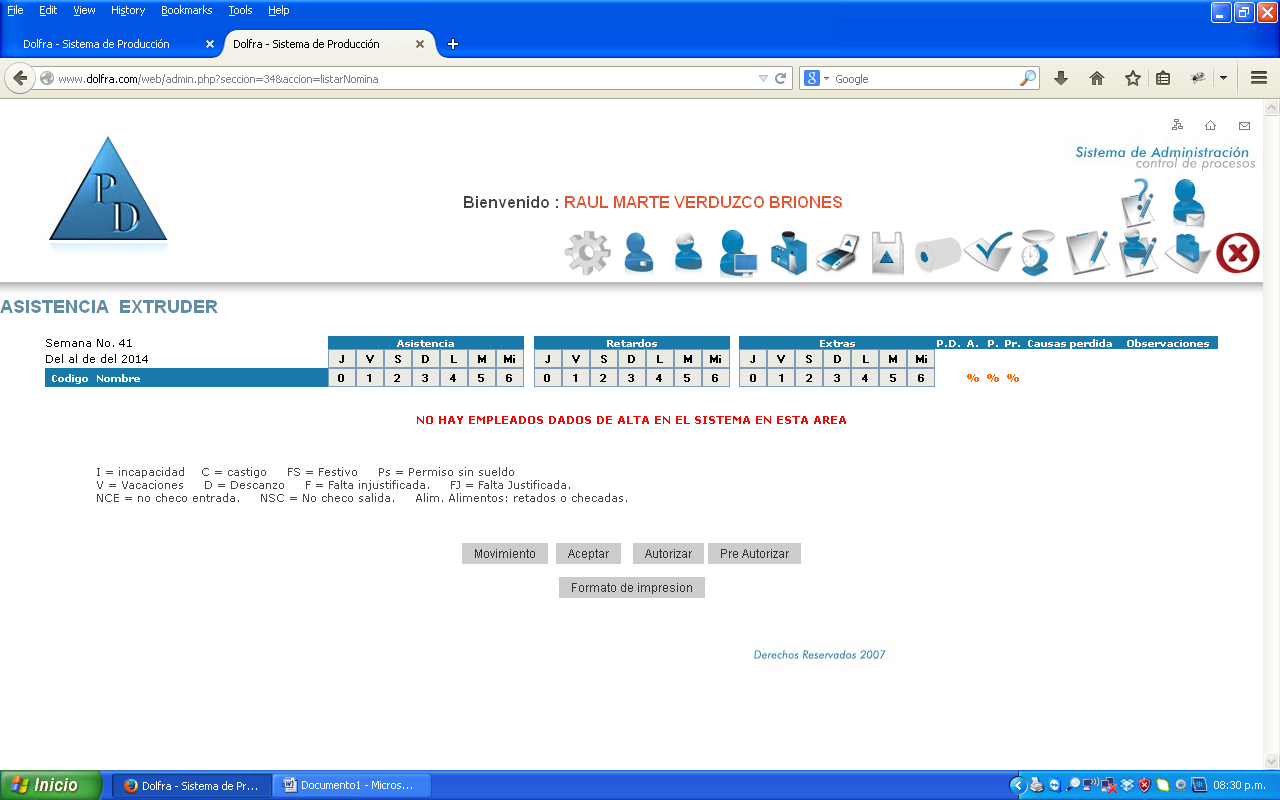 File Edit View History Bookmarks Tools Help
Dolfra - Sistema de Producción Dolfra - Sistema de Producción
www.dolfra.com/web/admin.php?seccion=34&accion=listarNomina Google
Sistema de Administración
control de procesos
P
D
Bienvenido : RAUL MARTE VERDUZCO BRIONES
ASISTENCIA EXTRUDER
Semana No. 41 Asistencia Retardos Extras P.D. A. P. Pr. Causas perdida Observaciones
Del al de del 2014 J V S D L M Mi J V S D L M Mi J V S D L M Mi
Codigo Nombre 0 1 2 3 4 5 6 0 1 2 3 4 5 6 0 1 2 3 4 5 6 % % %
NO HAY EMPLEADOS DADOS DE ALTA EN EL SISTEMA EN ESTA AREA
I = incapacidad C = castigo FS = Festivo Ps = Permiso sin sueldo
V = Vacaciones D = Descanzo F = Falta injustificada. FJ = Falta Justificada.
NCE = no checo entrada. NSC = No checo salida. Alim. Alimentos: retados o checadas.
Movimiento Aceptar Autorizar Pre Autorizar
Formato de impresion
Derechos Reservados 2007
Inicio Dolfra - Sistema de Pr... Documento1 - Micros... 08:30 p.m.